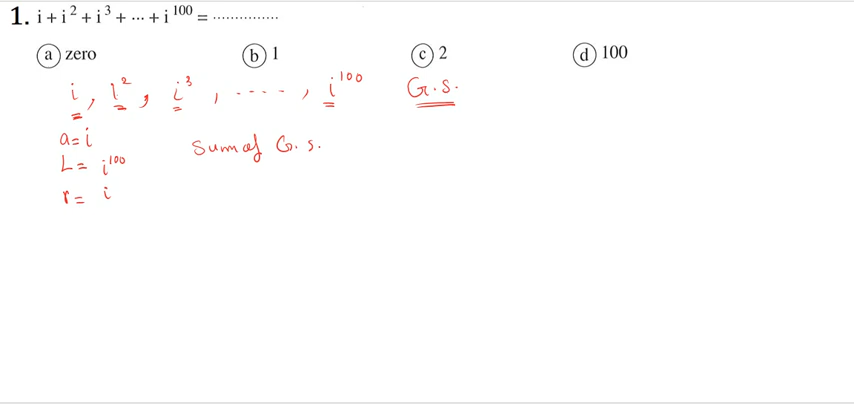 1. i + i² + i³ + ··· + i¹⁰⁰ = ···············
ⓐ zero ⓑ 1 ⓒ 2 ⓓ 100
i , i² , i³ , ..... , i¹⁰⁰ G.S.
a = i
Sum of G.S.
L = i¹⁰⁰
r = i